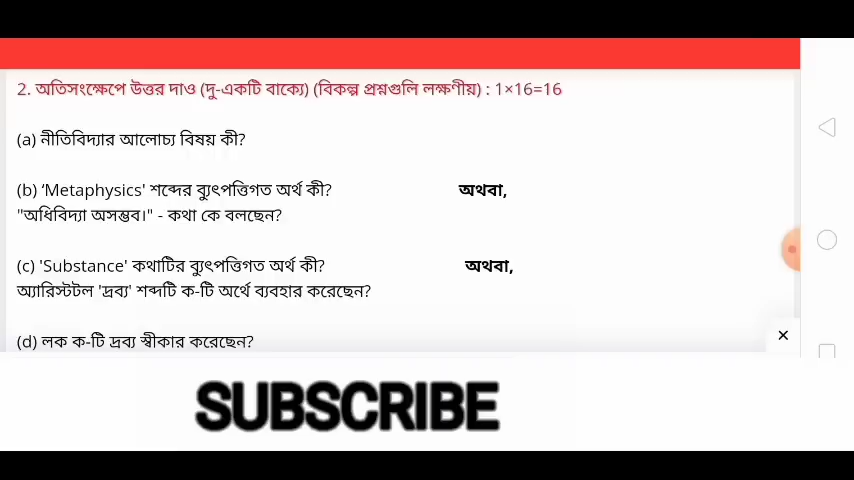 2. অতিসংক্ষেপে উত্তর দাও (দু-একটি বাক্যে) (বিকল্প প্রশ্নগুলি লক্ষণীয়) : 1×16=16
(a) নীতিবিদ্যার আলোচ্য বিষয় কী?
(b) ‘Metaphysics' শব্দের ব্যুৎপত্তিগত অর্থ কী? অথবা,
"অধিবিদ্যা অসম্ভব।" - কথা কে বলছেন?
(c) 'Substance' কথাটির ব্যুৎপত্তিগত অর্থ কী? অথবা,
অ্যারিস্টটল 'দ্রব্য' শব্দটি ক-টি অর্থে ব্যবহার করেছেন?
(d) লক ক-টি দ্রব্য স্বীকার করেছেন?
SUBSCRIBE